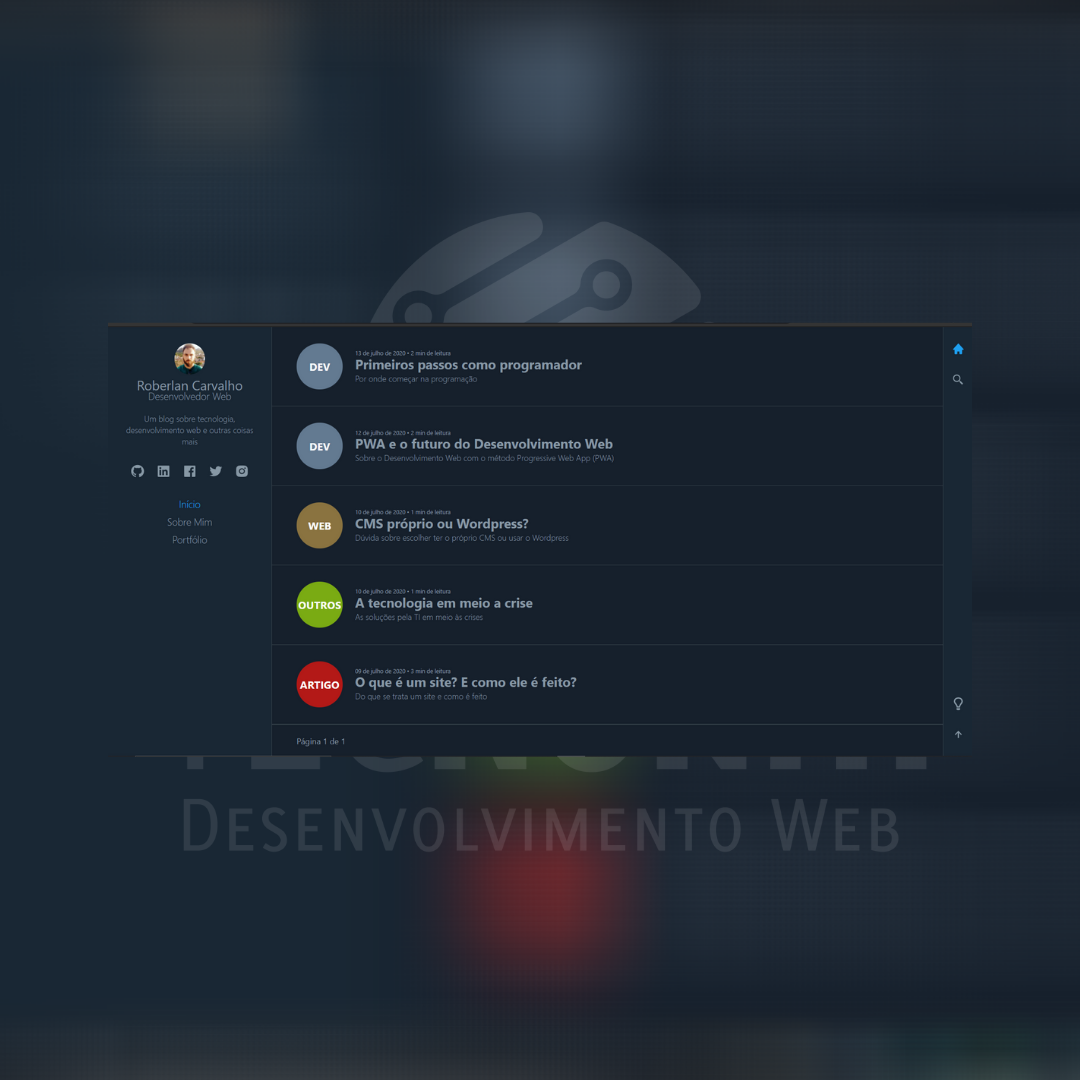 Roberlan Carvalho
Desenvolvedor Web
Um blog sobre tecnologia,
desenvolvimento web e outras coisas
mais
Início
Sobre Mim
Portfólio
DEV
13 de julho de 2020 • 2 min de leitura
Primeiros passos como programador
Por onde começar na programação
DEV
12 de julho de 2020 • 2 min de leitura
PWA e o futuro do Desenvolvimento Web
Sobre o Desenvolvimento Web com o método Progressive Web App (PWA)
WEB
10 de julho de 2020 • 1 min de leitura
CMS próprio ou Wordpress?
Dúvida sobre escolher ter o próprio CMS ou usar o Wordpress
OUTROS
10 de julho de 2020 • 1 min de leitura
A tecnologia em meio a crise
As soluções pela TI em meio às crises
ARTIGO
09 de julho de 2020 • 3 min de leitura
O que é um site? E como ele é feito?
Do que se trata um site e como é feito
Página 1 de 1
Desenvolvimento Web